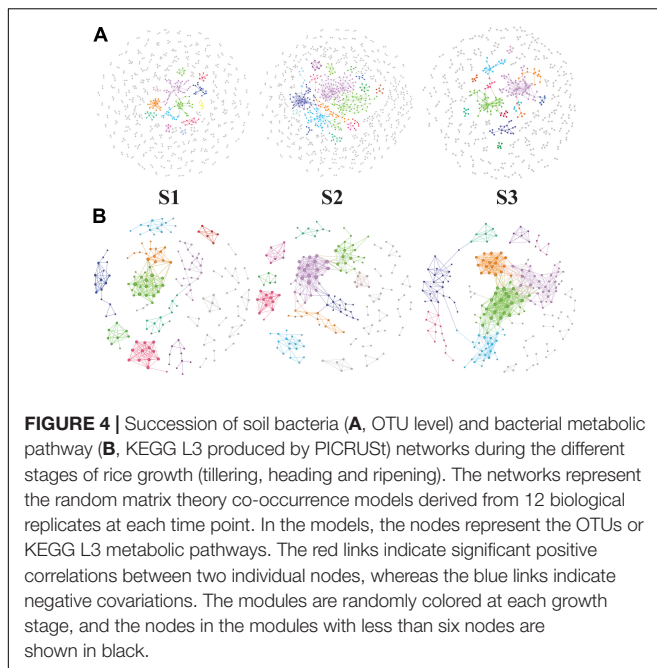 A
S1 S2 S3
B
FIGURE 4 | Succession of soil bacteria (A, OTU level) and bacterial metabolic
pathway (B, KEGG L3 produced by PICRUSt) networks during the different
stages of rice growth (tillering, heading and ripening). The networks represent
the random matrix theory co-occurrence models derived from 12 biological
replicates at each time point. In the models, the nodes represent the OTUs or
KEGG L3 metabolic pathways. The red links indicate significant positive
correlations between two individual nodes, whereas the blue links indicate
negative covariations. The modules are randomly colored at each growth
stage, and the nodes in the modules with less than six nodes are
shown in black.